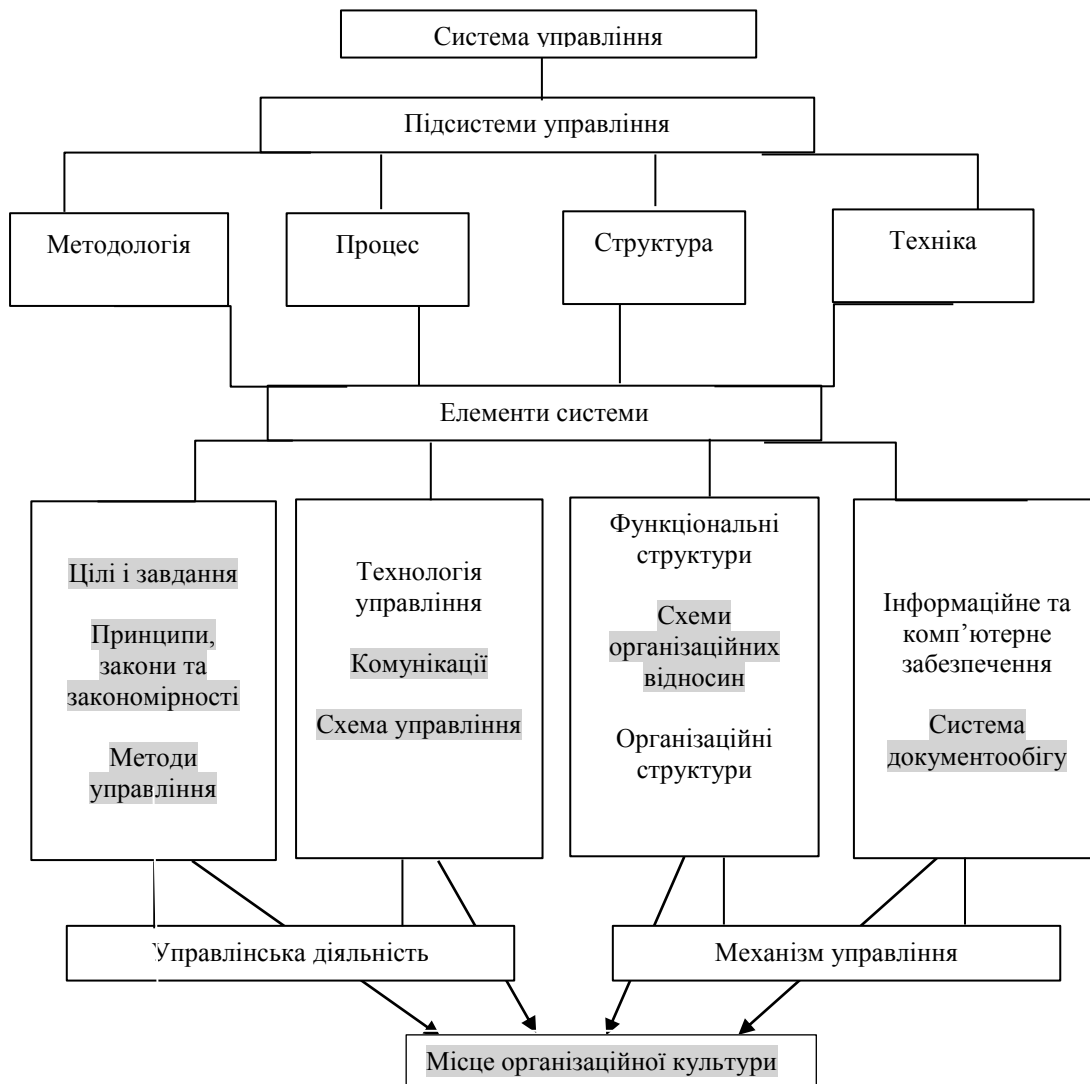 Система управління
Підсистеми управління
Методологія
Процес
Структура
Техніка
Елементи системи
Цілі і завдання
Принципи,
закони та
закономірності
Методи
управління
Технологія
управління
Комунікації
Схема управління
Функціональні
структури
Схеми
організаційних
відносин
Організаційні
структури
Інформаційне та
комп’ютерне
забезпечення
Система
документообігу
Управлінська діяльність
Механізм управління
Місце організаційної культури